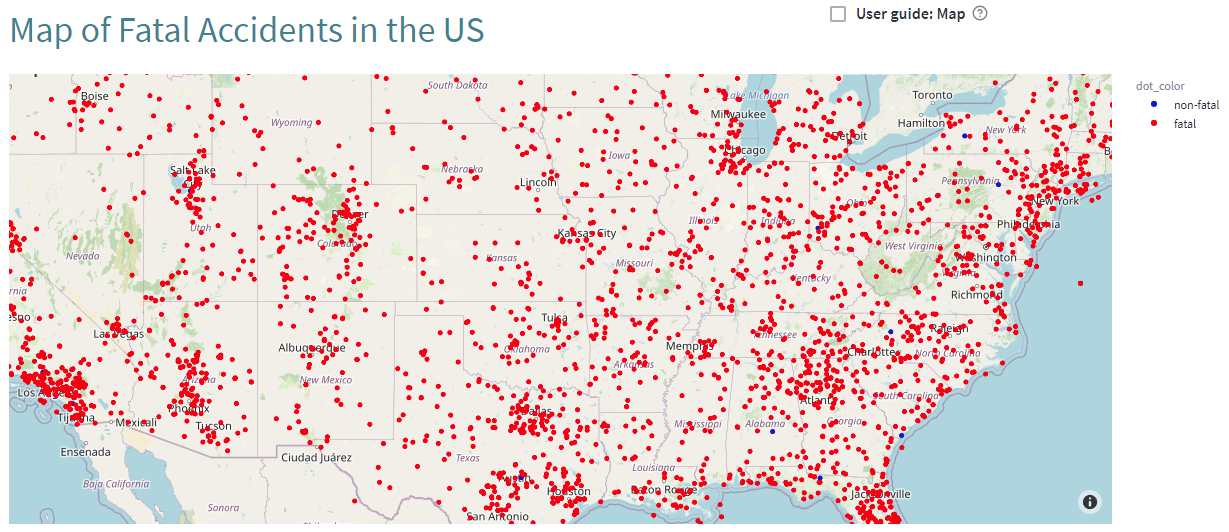 Map of Fatal Accidents in the US
User guide: Map
dot_color
non-fatal
fatal
Boise
South Dakota
Lake Michigan
Toronto
Hamilton
Milwaukee
Detroit
New York
Wyoming
Chicago
Iowa
Salt Lake
City
Nebraska
Lincoln
Pennsylvania
New York
Ohio
Denver
Utah
Colorado
Kansas City
Illinois
Indiana
Philadelphia
Nevada
Kansas
Missouri
West Virginia
Washington
Virginia
Kentucky
Richmond
Las Vegas
Tulsa
Tennessee
Raleigh
Albuquerque
Oklahoma
Memphis
Charlotte
North Carolina
Arkansas
Arizona
New Mexico
Los Angeles
Atlanta
South Carolina
Phoenix
Dallas
Tijuana
Mexicali
Tucson
Mississippi
Alabama
Georgia
Ensenada
Ciudad Juárez
Texas
Louisiana
Baja California
Austin
Houston
Baton Rouge
Jacksonville
Sonora
San Antonio